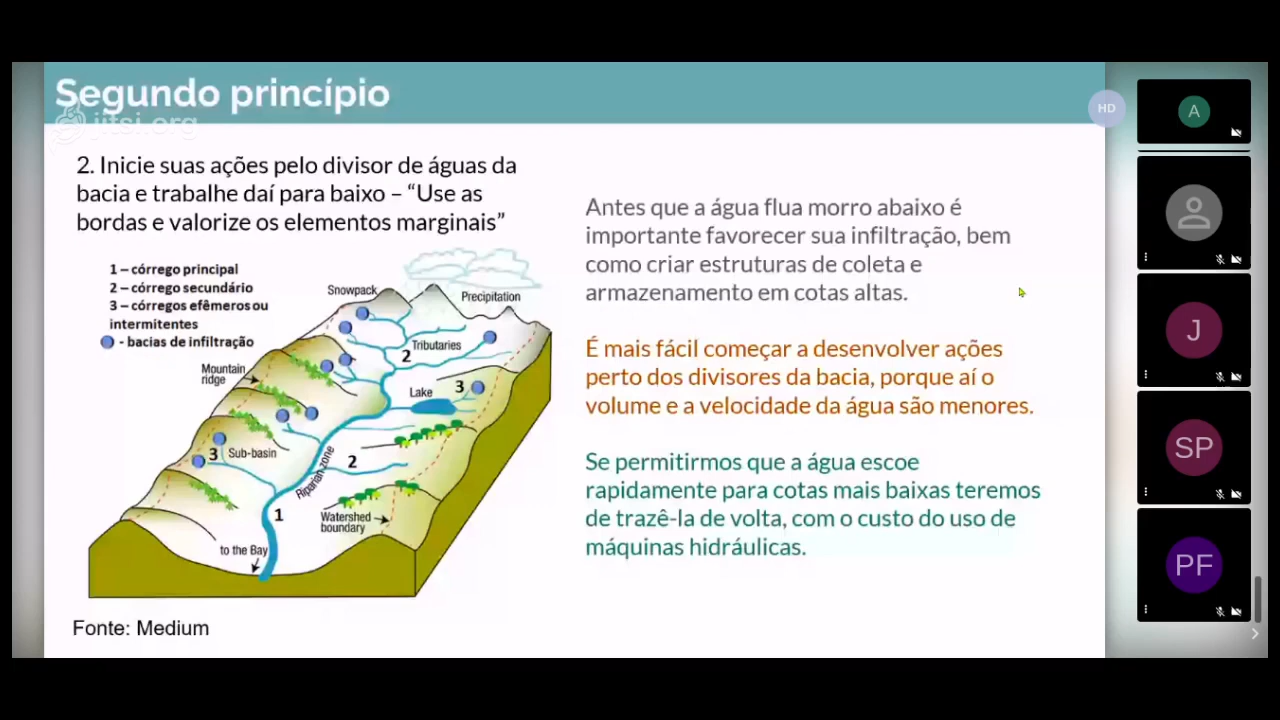 Segundo princípio
jitsi.org
HD
A
2. Inicie suas ações pelo divisor de águas da
bacia e trabalhe daí para baixo – “Use as
bordas e valorize os elementos marginais”
1 – córrego principal
2 – córrego secundário
3 – córregos efêmeros ou
intermitentes
- bacias de infiltração
Snowpack
Precipitation
Tributaries
2
Mountain
ridge
Lake
3
3
Sub-basin
Riparian zone
2
1
Watershed
boundary
to the Bay
Fonte: Medium
Antes que a água flua morro abaixo é
importante favorecer sua infiltração, bem
como criar estruturas de coleta e
armazenamento em cotas altas.
É mais fácil começar a desenvolver ações
perto dos divisores da bacia, porque aí o
volume e a velocidade da água são menores.
Se permitirmos que a água escoe
rapidamente para cotas mais baixas teremos
de trazê-la de volta, com o custo do uso de
máquinas hidráulicas.
J
SP
PF